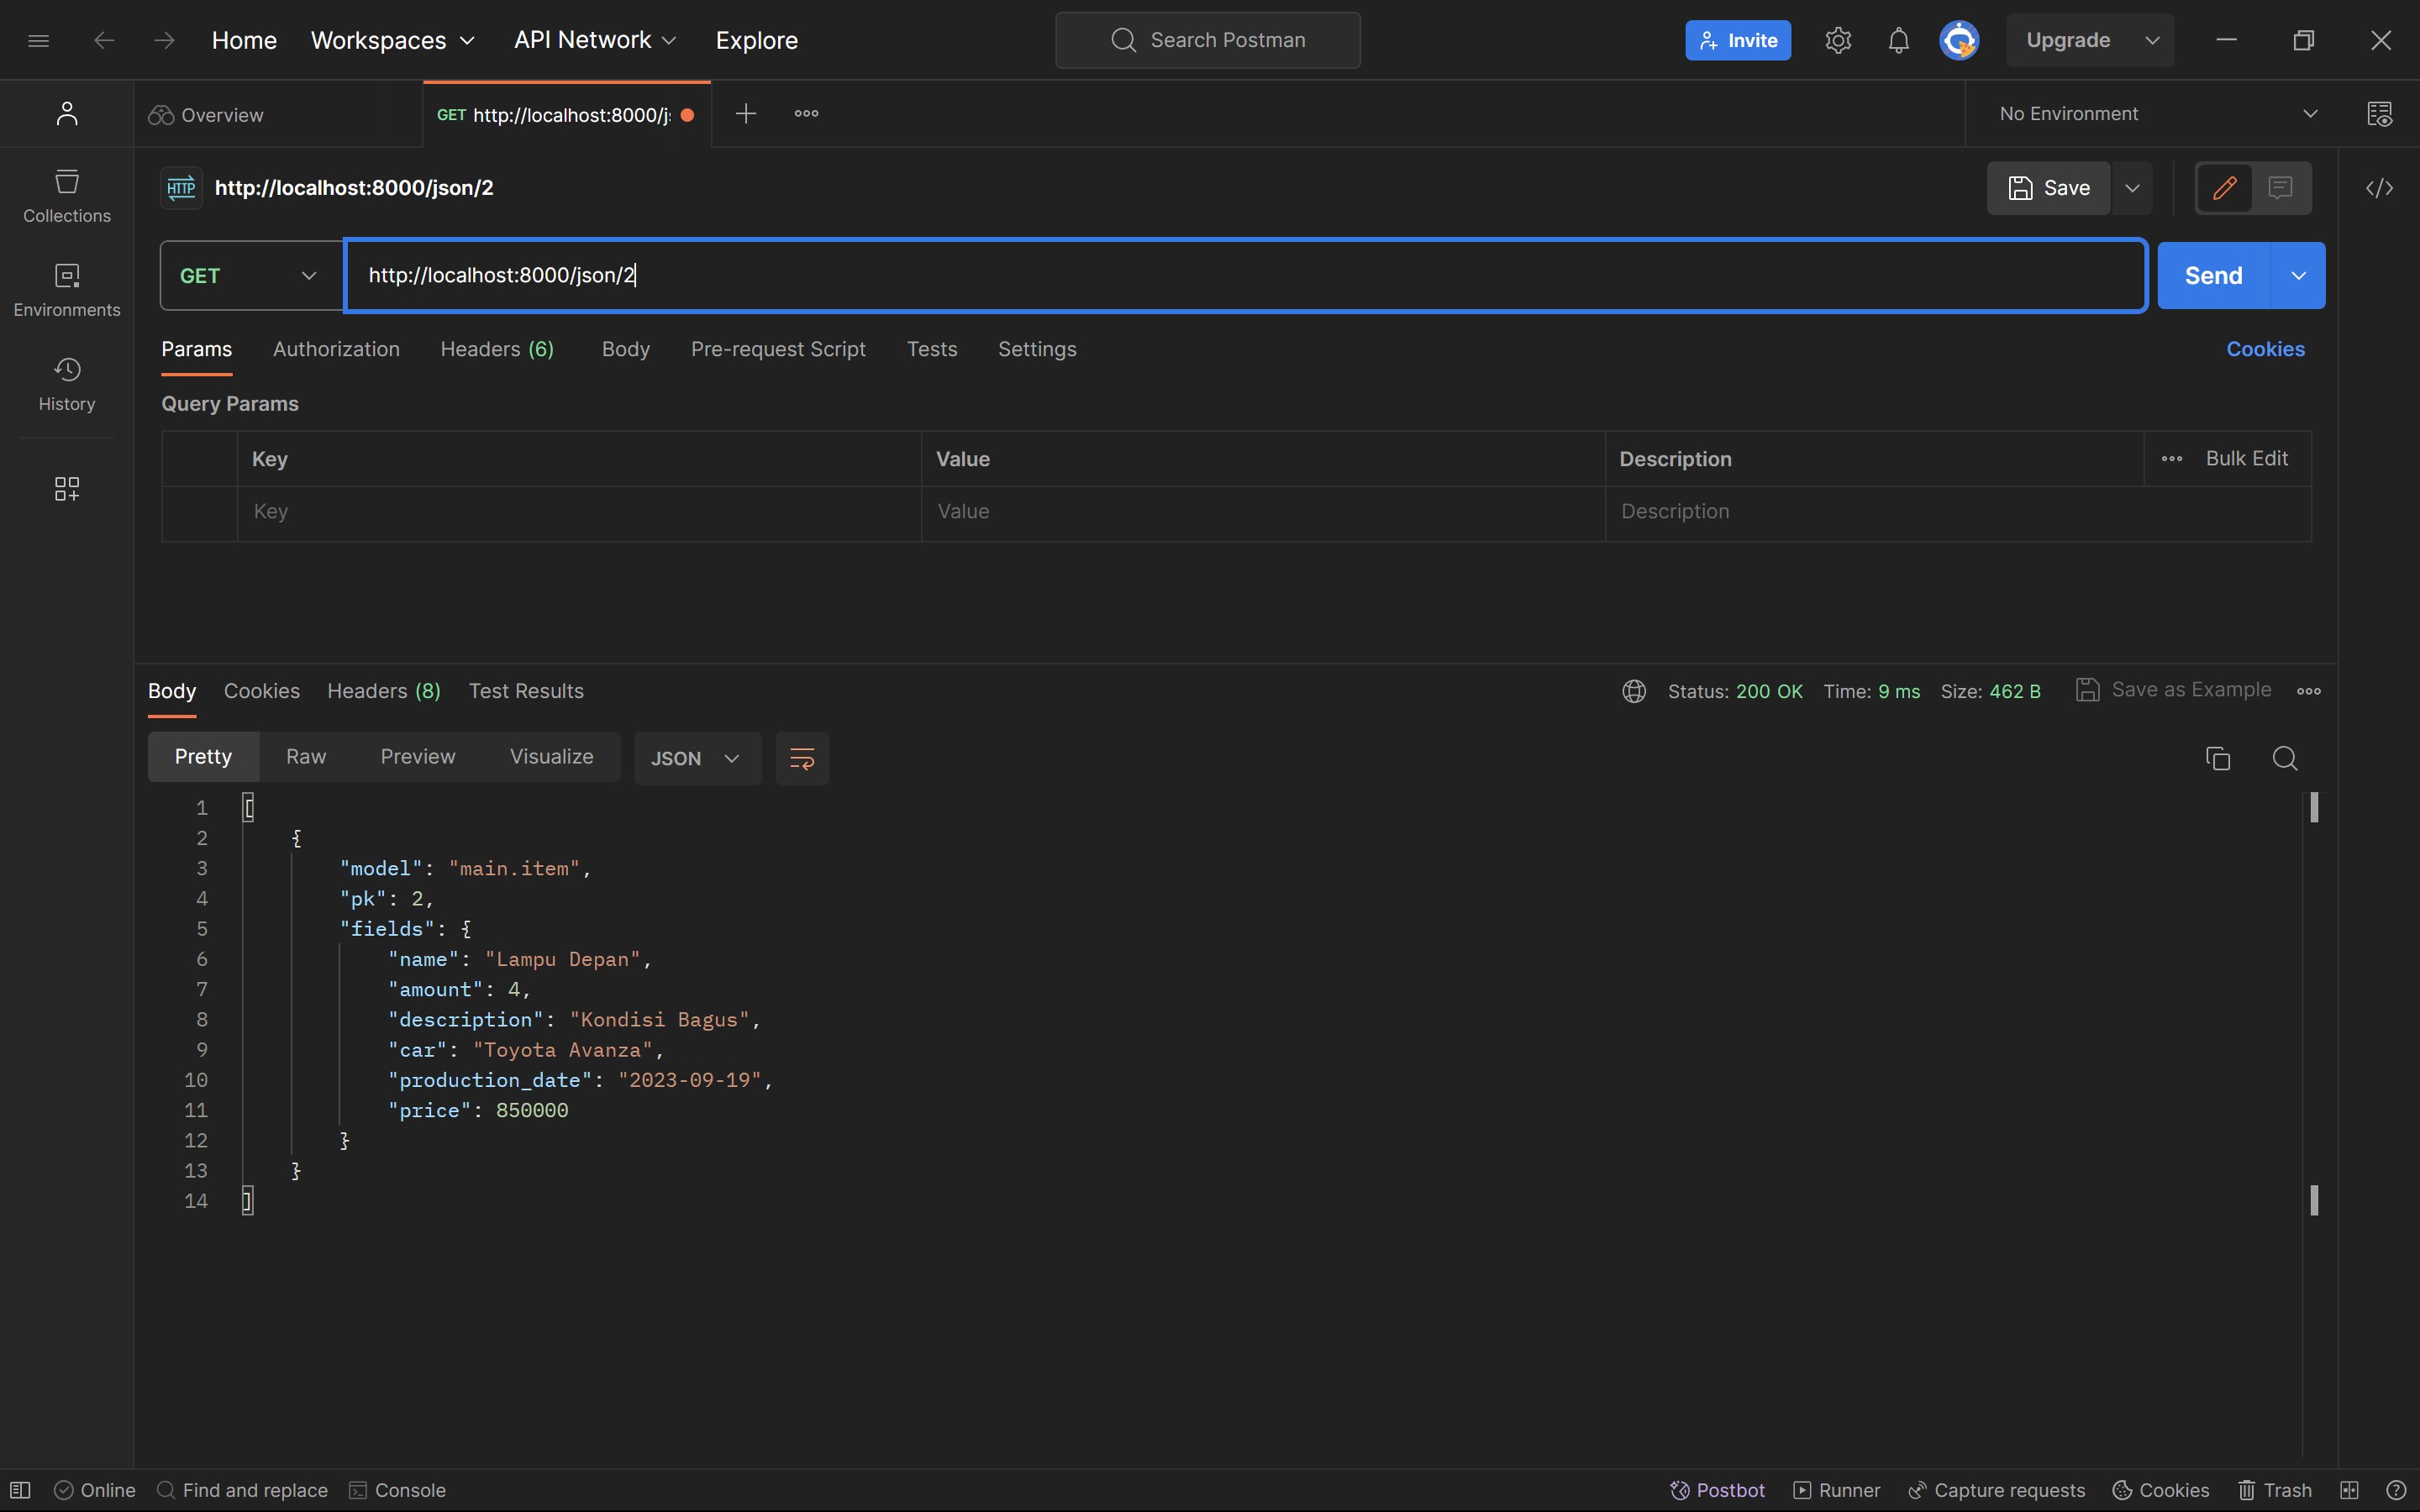 Home Workspaces API Network Explore Search Postman Invite Upgrade
Overview GET http://localhost:8000/j No Environment
HTTP http://localhost:8000/json/2 Save
GET http://localhost:8000/json/2 Send
Collections
Environments
History
Params Authorization Headers (6) Body Pre-request Script Tests Settings Cookies
Query Params
Key Value Description Bulk Edit
Key Value Description
Body Cookies Headers (8) Test Results Status: 200 OK Time: 9 ms Size: 462 B Save as Example
Pretty Raw Preview Visualize JSON
1 [
2 {
3 "model": "main.item",
4 "pk": 2,
5 "fields": {
6 "name": "Lampu Depan",
7 "amount": 4,
8 "description": "Kondisi Bagus",
9 "car": "Toyota Avanza",
10 "production_date": "2023-09-19",
11 "price": 850000
12 }
13 }
14 ]
Online Find and replace Console Postbot Runner Capture requests Cookies Trash